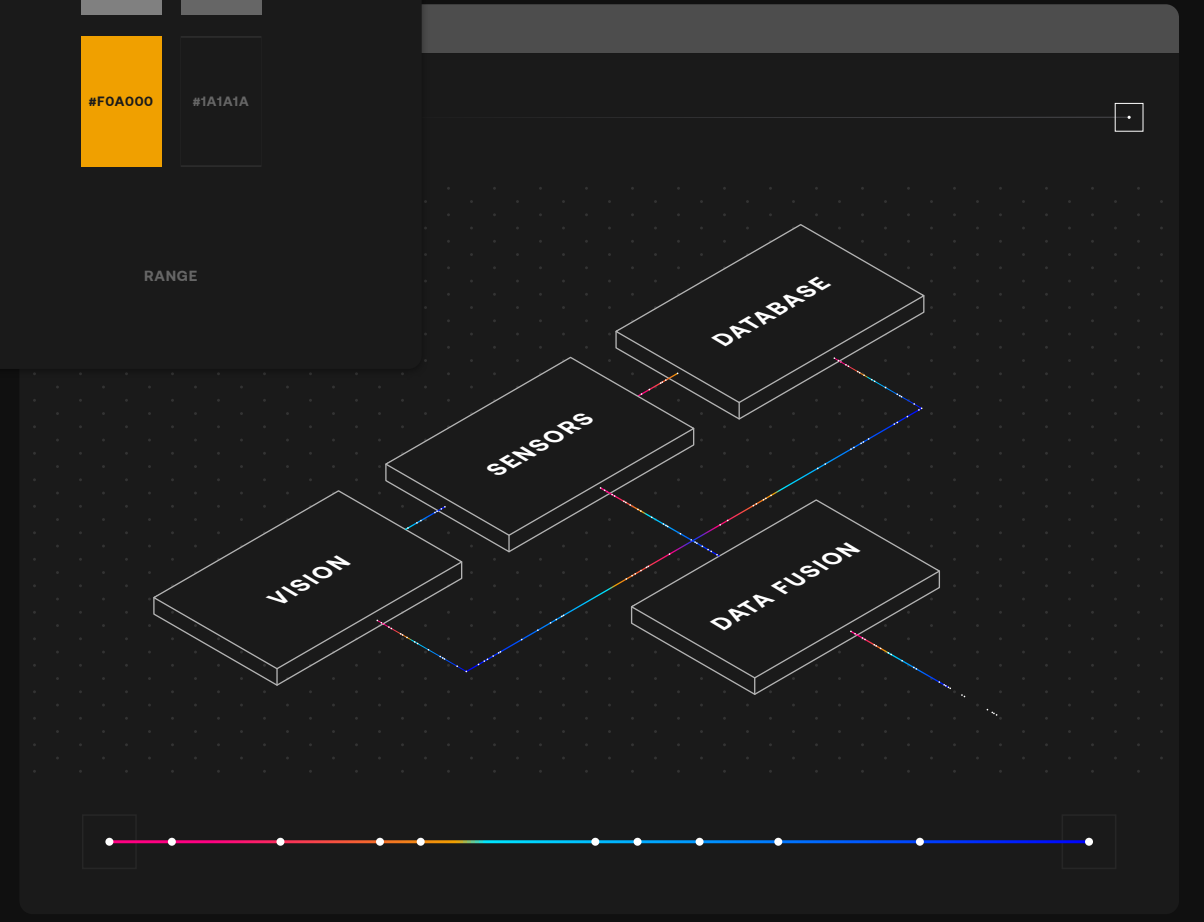 #F0A000
#1A1A1A
RANGE
DATABASE
SENSORS
VISION
DATA FUSION